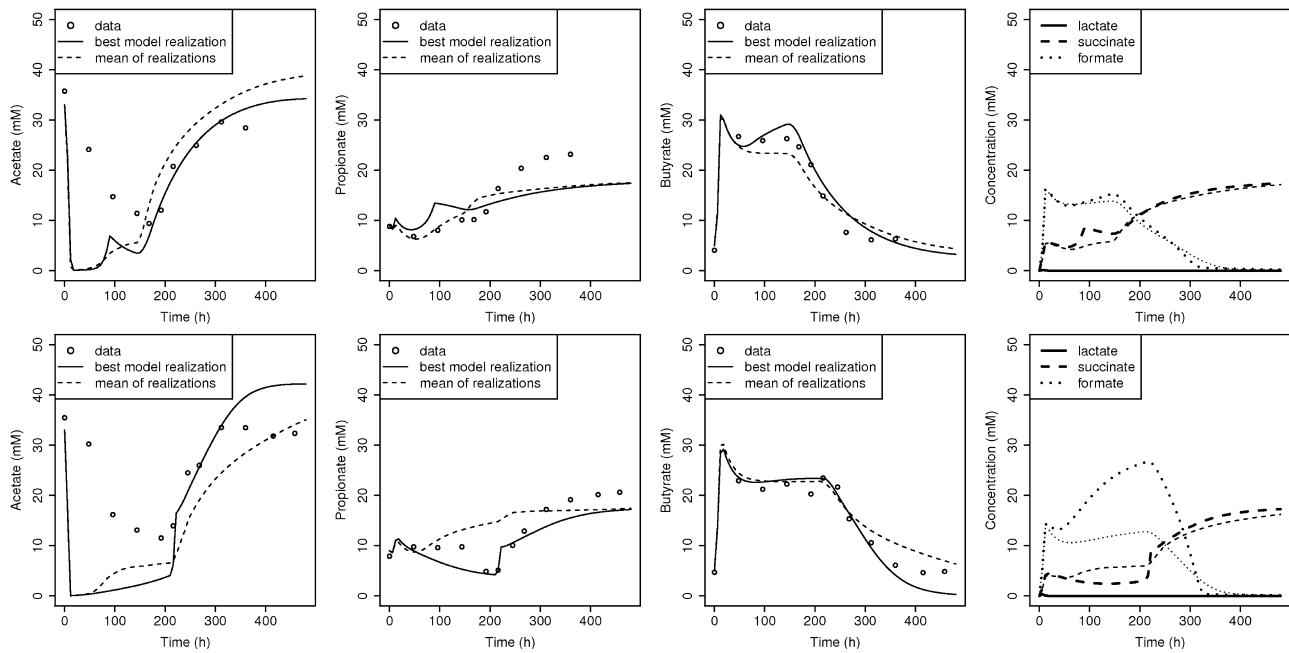 data
best model realization
mean of realizations
Acetate (mM)
0 10 20 30 40 50
0 100 200 300 400
Time (h)
data
best model realization
mean of realizations
Propionate (mM)
0 10 20 30 40 50
0 100 200 300 400
Time (h)
data
best model realization
mean of realizations
Butyrate (mM)
0 10 20 30 40 50
0 100 200 300 400
Time (h)
lactate
succinate
formate
Concentration (mM)
0 10 20 30 40 50
0 100 200 300 400
Time (h)
data
best model realization
mean of realizations
Acetate (mM)
0 10 20 30 40 50
0 100 200 300 400
Time (h)
data
best model realization
mean of realizations
Propionate (mM)
0 10 20 30 40 50
0 100 200 300 400
Time (h)
data
best model realization
mean of realizations
Butyrate (mM)
0 10 20 30 40 50
0 100 200 300 400
Time (h)
lactate
succinate
formate
Concentration (mM)
0 10 20 30 40 50
0 100 200 300 400
Time (h)